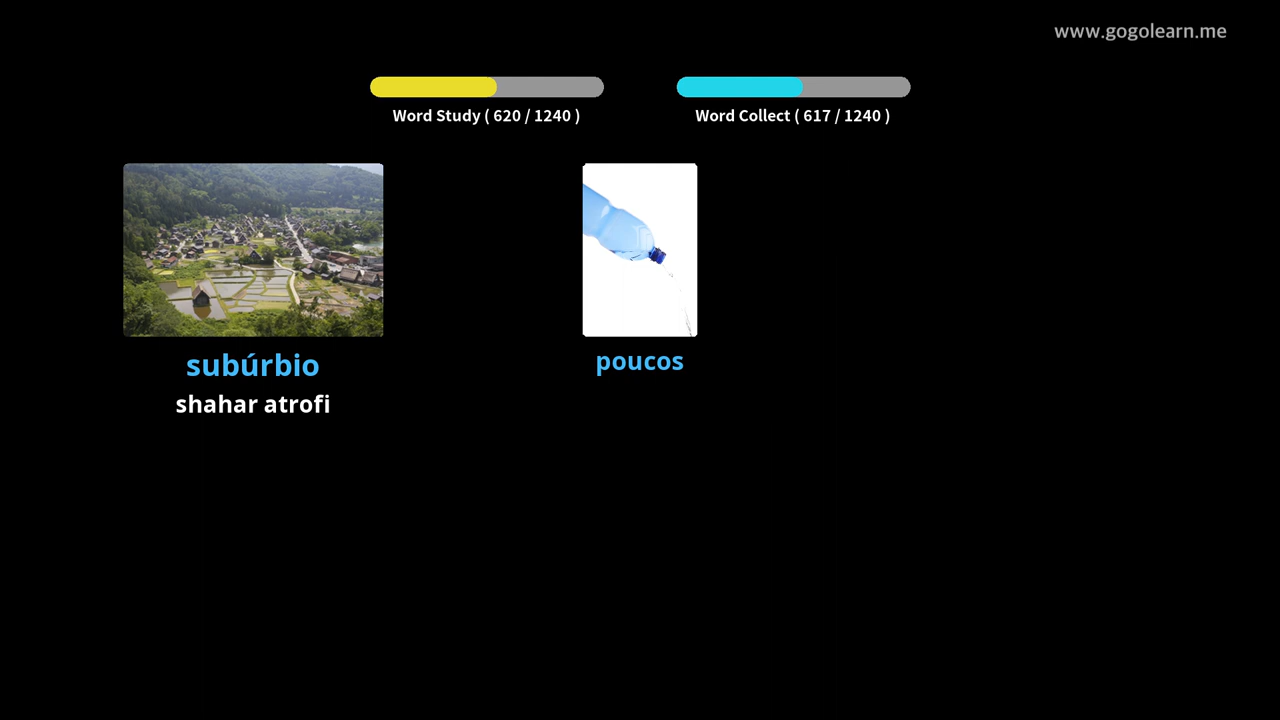 www.gogolearn.me
Word Study ( 620 / 1240 )
Word Collect ( 617 / 1240 )
subúrbio
shahar atrofi
poucos